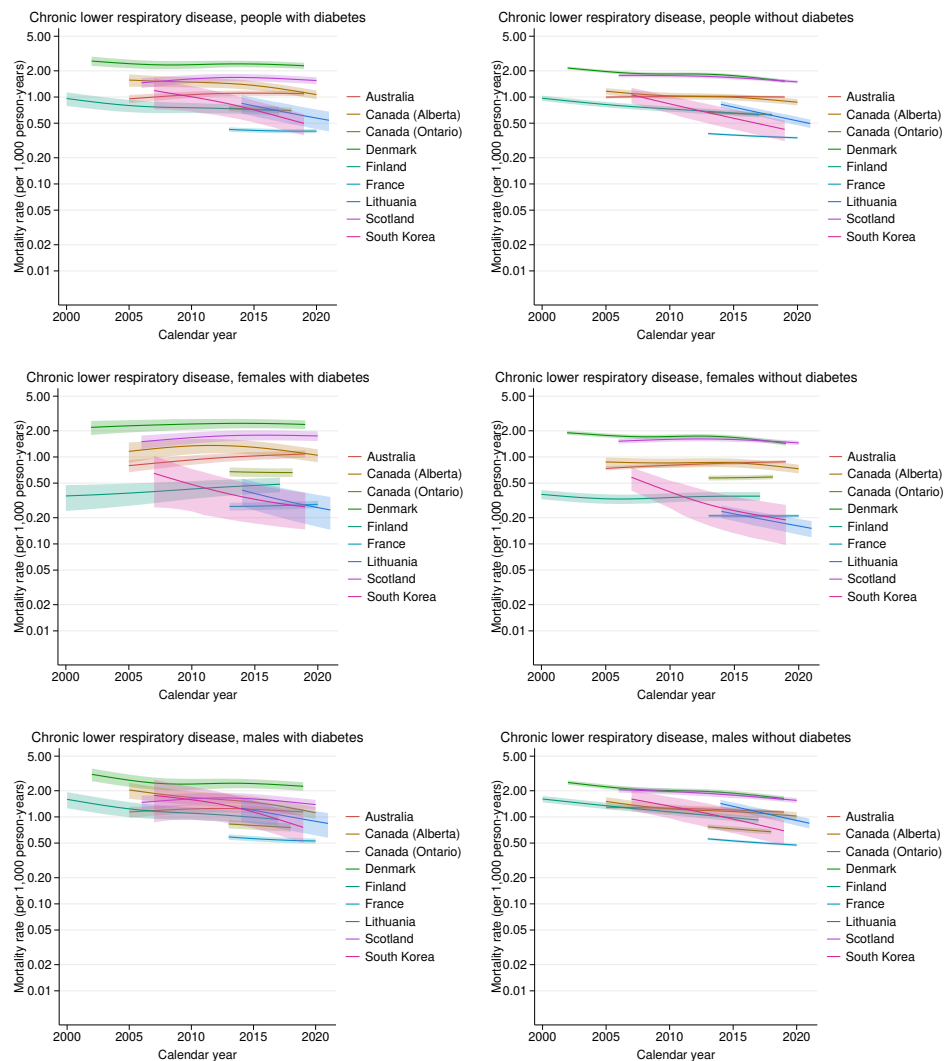 Chronic lower respiratory disease, people with diabetes
Mortality rate (per 1,000 person-years)
5.00
2.00
1.00
0.50
0.20
0.10
0.05
0.02
0.01
2000 2005 2010 2015 2020
Calendar year
Australia
Canada (Alberta)
Canada (Ontario)
Denmark
Finland
France
Lithuania
Scotland
South Korea
Chronic lower respiratory disease, people without diabetes
Mortality rate (per 1,000 person-years)
5.00
2.00
1.00
0.50
0.20
0.10
0.05
0.02
0.01
2000 2005 2010 2015 2020
Calendar year
Australia
Canada (Alberta)
Canada (Ontario)
Denmark
Finland
France
Lithuania
Scotland
South Korea
Chronic lower respiratory disease, females with diabetes
Mortality rate (per 1,000 person-years)
5.00
2.00
1.00
0.50
0.20
0.10
0.05
0.02
0.01
2000 2005 2010 2015 2020
Calendar year
Australia
Canada (Alberta)
Canada (Ontario)
Denmark
Finland
France
Lithuania
Scotland
South Korea
Chronic lower respiratory disease, females without diabetes
Mortality rate (per 1,000 person-years)
5.00
2.00
1.00
0.50
0.20
0.10
0.05
0.02
0.01
2000 2005 2010 2015 2020
Calendar year
Australia
Canada (Alberta)
Canada (Ontario)
Denmark
Finland
France
Lithuania
Scotland
South Korea
Chronic lower respiratory disease, males with diabetes
Mortality rate (per 1,000 person-years)
5.00
2.00
1.00
0.50
0.20
0.10
0.05
0.02
0.01
2000 2005 2010 2015 2020
Calendar year
Australia
Canada (Alberta)
Canada (Ontario)
Denmark
Finland
France
Lithuania
Scotland
South Korea
Chronic lower respiratory disease, males without diabetes
Mortality rate (per 1,000 person-years)
5.00
2.00
1.00
0.50
0.20
0.10
0.05
0.02
0.01
2000 2005 2010 2015 2020
Calendar year
Australia
Canada (Alberta)
Canada (Ontario)
Denmark
Finland
France
Lithuania
Scotland
South Korea